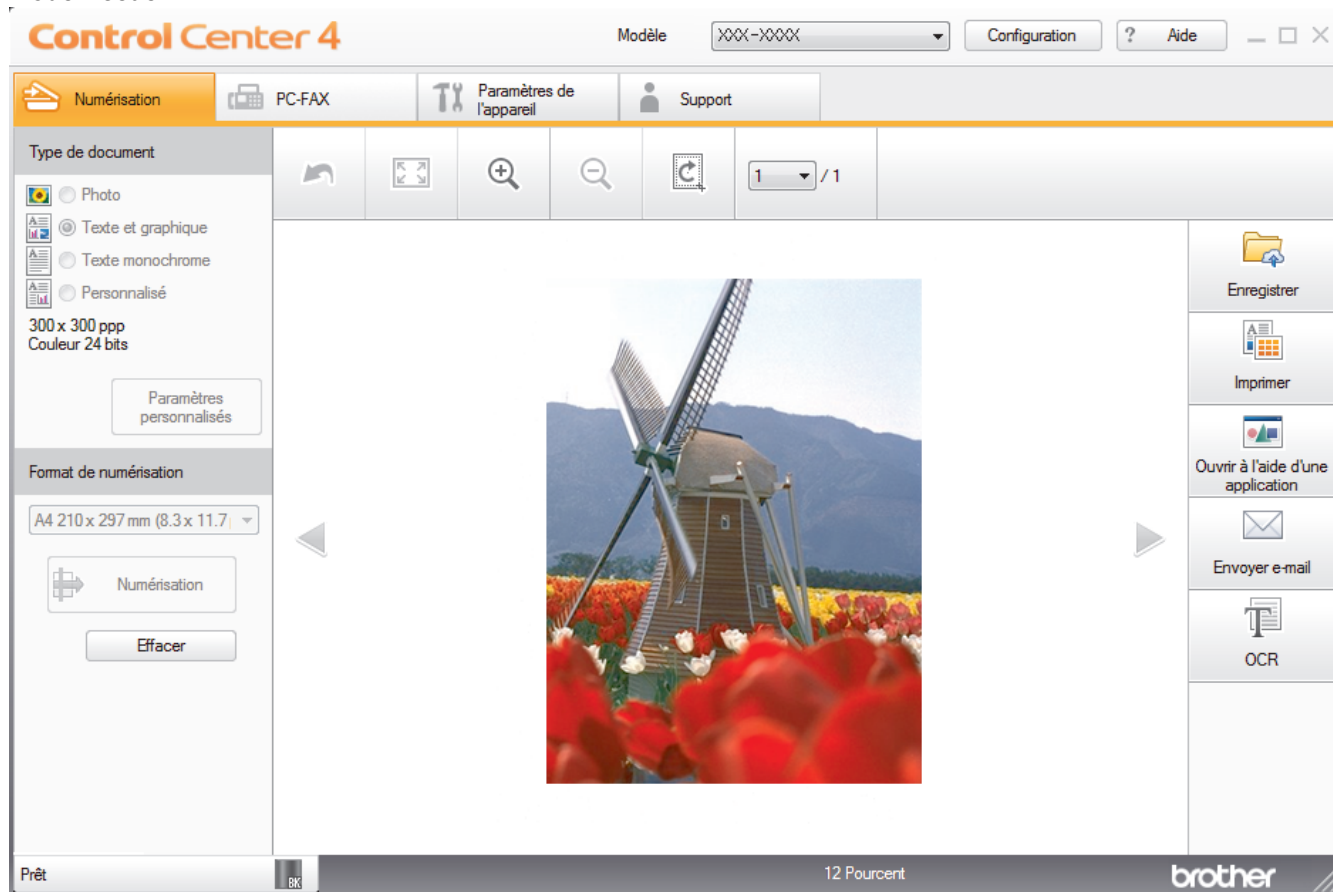 Control Center 4
Modèle
XXX-XXXX
Configuration
? Aide
Numérisation
PC-FAX
Paramètres de
l'appareil
Support
Type de document
Photo
Texte et graphique
Texte monochrome
Personnalisé
300 x 300 ppp
Couleur 24 bits
Paramètres
personnalisés
Format de numérisation
A4 210 x 297 mm (8.3 x 11.7
Numérisation
Effacer
1 / 1
Enregistrer
Imprimer
Ouvrir à l'aide d'une
application
Envoyer e-mail
OCR
Prêt
BK
12 Pourcent
brother